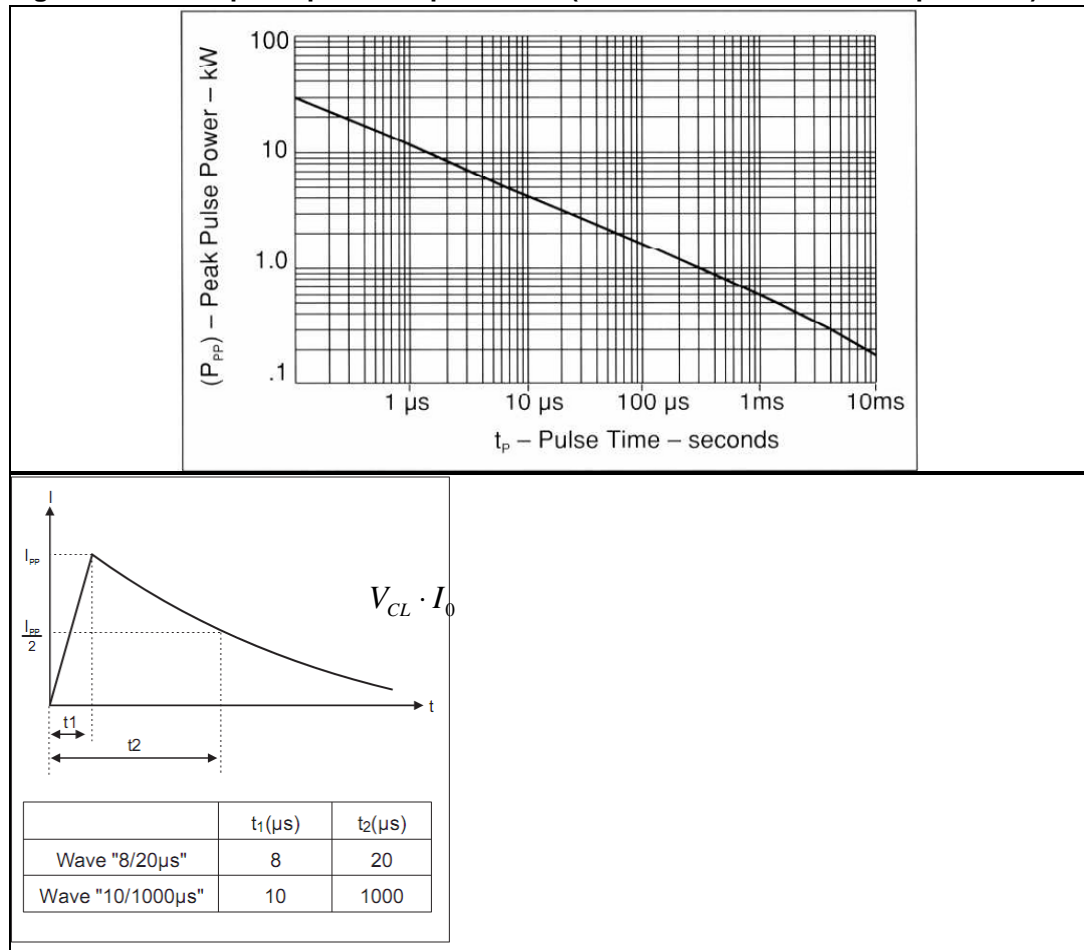 100
10
1.0
.1
(PPP) – Peak Pulse Power – kW
1 µs 10 µs 100 µs 1ms 10ms
tP – Pulse Time – seconds
I
IPP
IPP
2
VCL · I0
t
t1
t2
t1(µs) t2(µs)
Wave "8/20µs" 8 20
Wave "10/1000µs" 10 1000